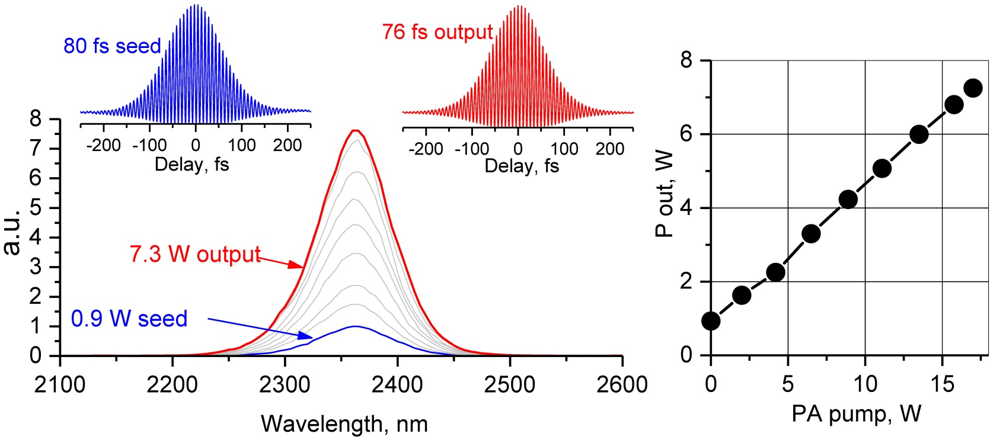 80 fs seed
76 fs output
-200 -100 0 100 200
Delay, fs
-200 -100 0 100 200
Delay, fs
8
7
6
5
4
3
2
1
0
a.u.
7.3 W output
0.9 W seed
2100 2200 2300 2400 2500 2600
Wavelength, nm
8
6
4
2
0
P out, W
0 5 10 15
PA pump, W